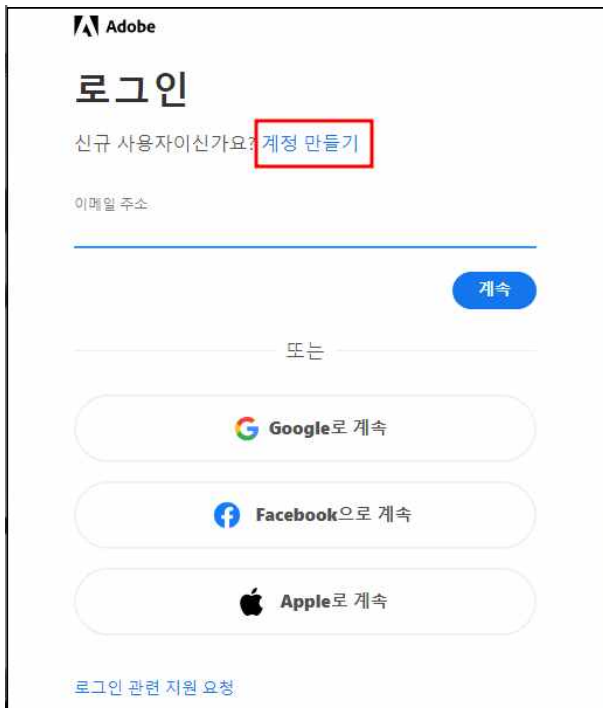 Adobe
로그인
신규 사용자이신가요? 계정 만들기
이메일 주소
계속
또는
Google로 계속
Facebook으로 계속
Apple로 계속
로그인 관련 지원 요청